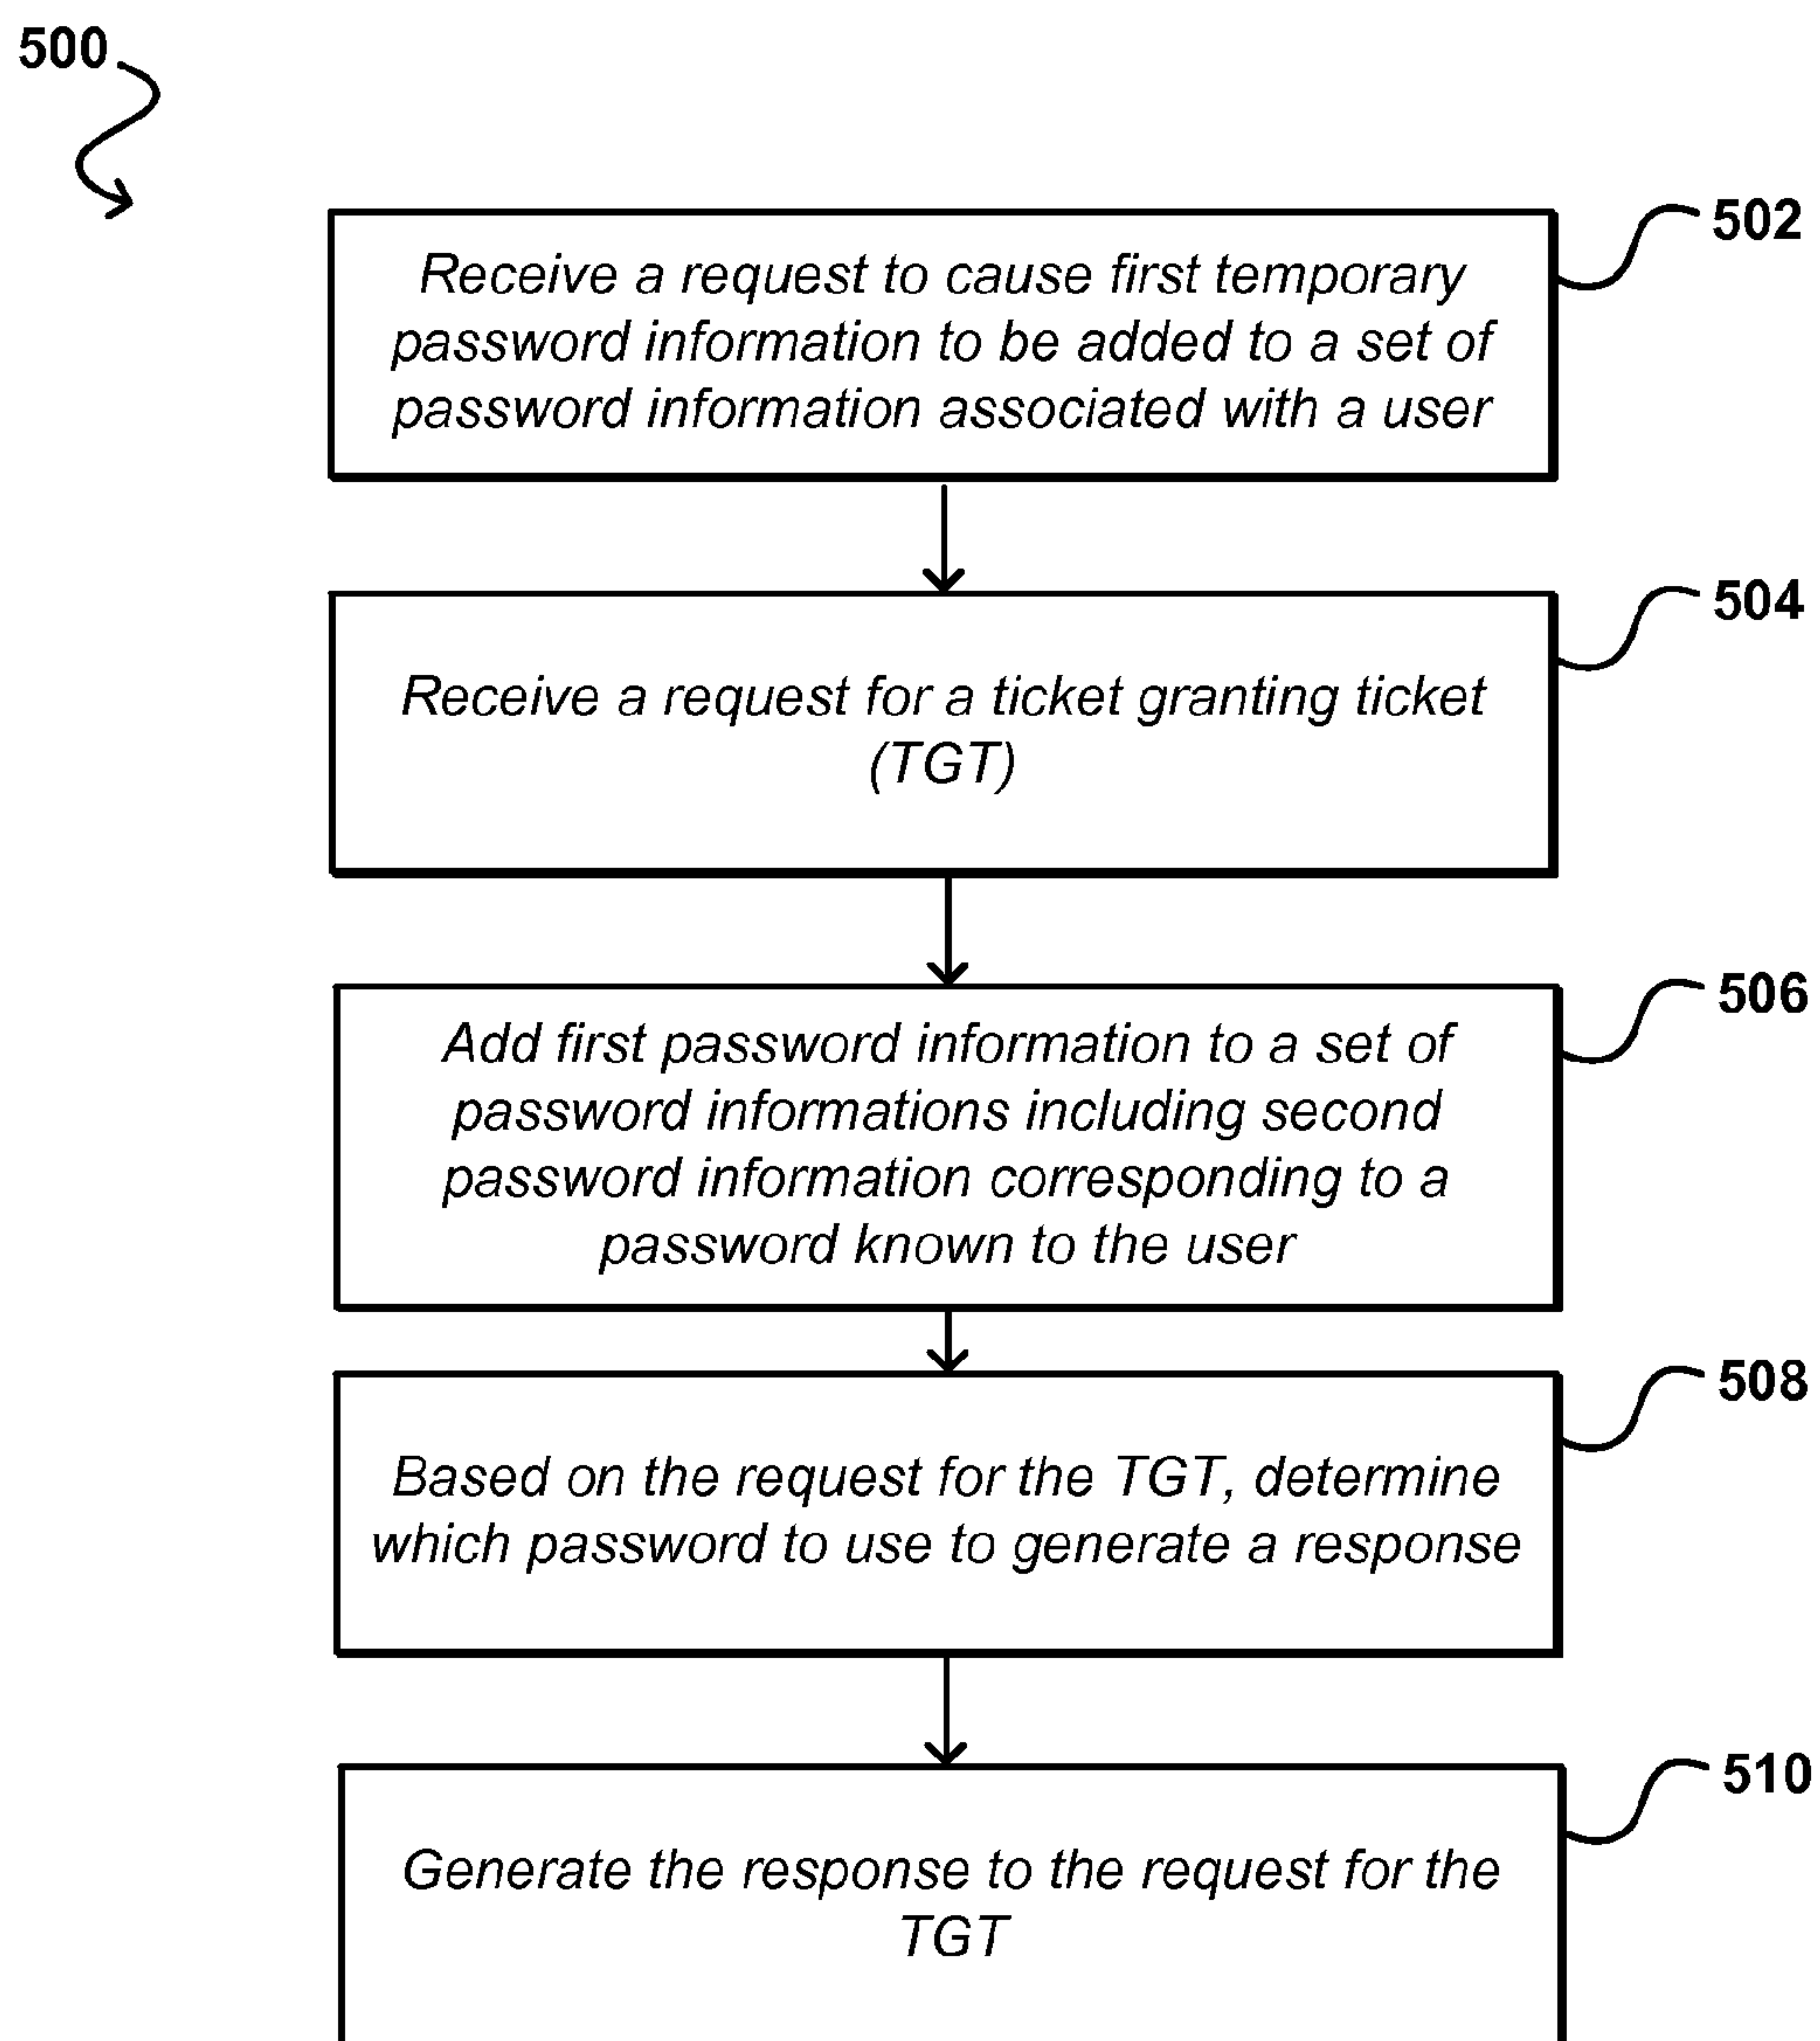 500
502
Receive a request to cause first temporary
password information to be added to a set of
password information associated with a user
504
Receive a request for a ticket granting ticket
(TGT)
506
Add first password information to a set of
password informations including second
password information corresponding to a
password known to the user
508
Based on the request for the TGT, determine
which password to use to generate a response
510
Generate the response to the request for the
TGT